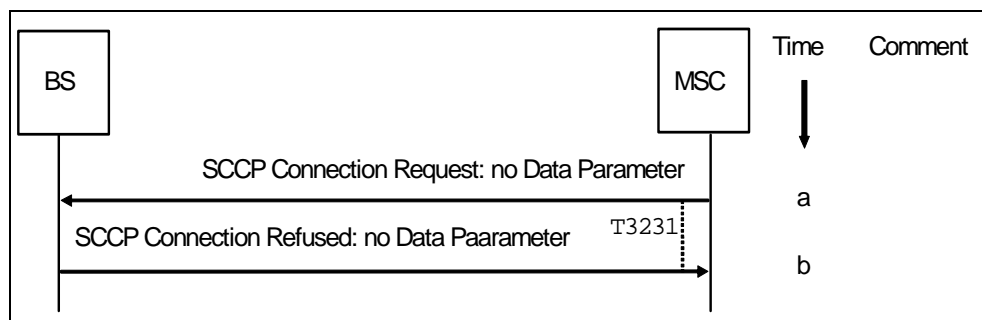 BS
MSC
Time
Comment
SCCP Connection Request: no Data Parameter
a
SCCP Connection Refused: no Data Paarameter
T3231
b